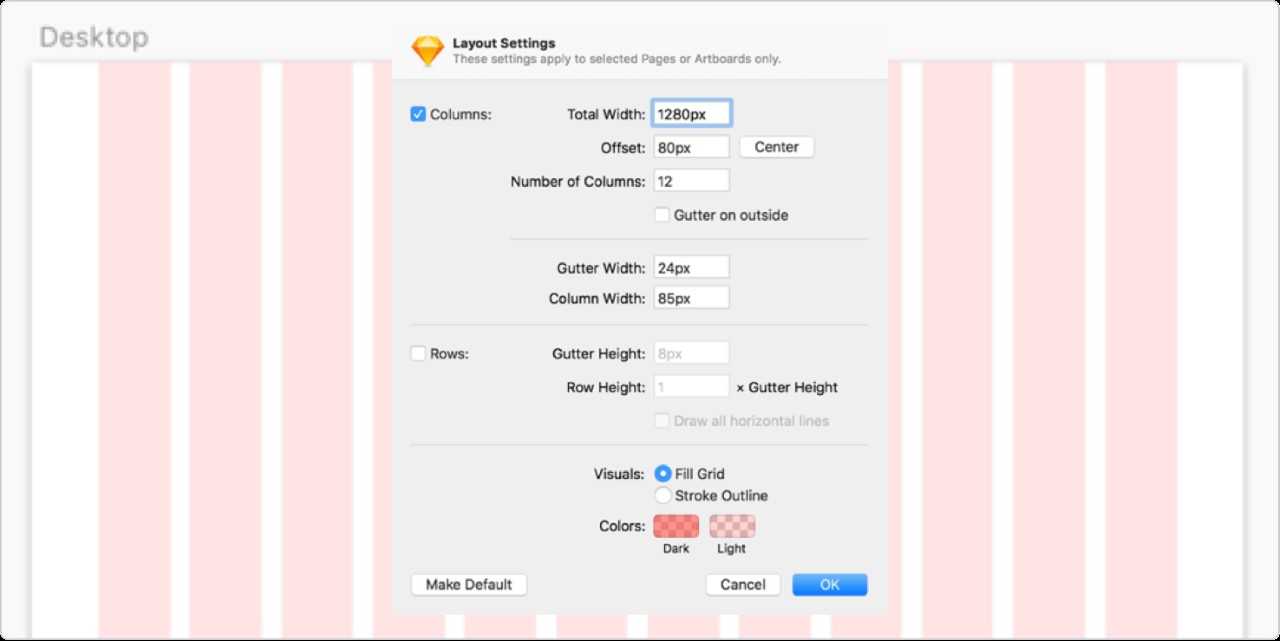 Desktop
Layout Settings
These settings apply to selected Pages or Artboards only.
Columns: Total Width: 1280px
Offset: 80px Center
Number of Columns: 12
Gutter on outside
Gutter Width: 24px
Column Width: 85px
Rows: Gutter Height: 8px
Row Height: 1 × Gutter Height
Draw all horizontal lines
Visuals: Fill Grid
Stroke Outline
Colors:
Dark Light
Make Default Cancel OK